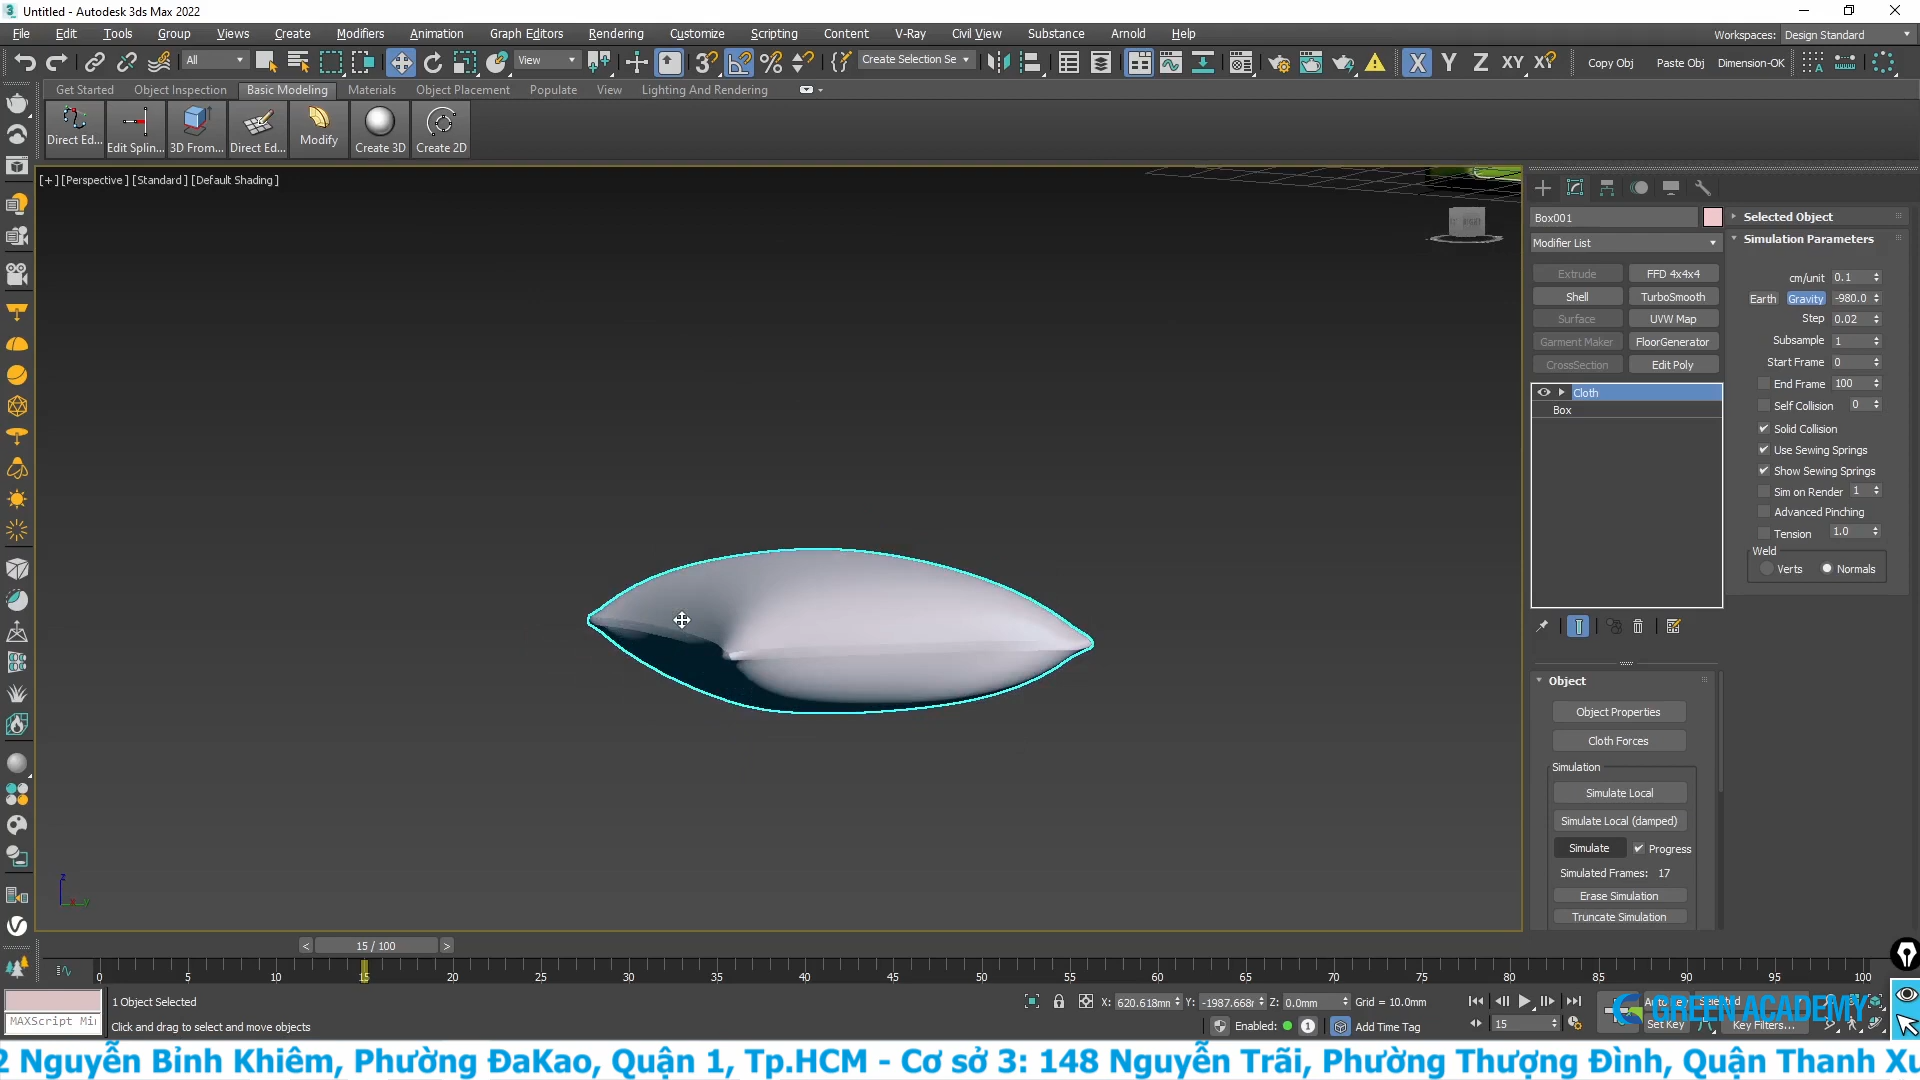 Untitled - Autodesk 3ds Max 2022
File Edit Tools Group Views Create Modifiers Animation Graph Editors Rendering Customize Scripting Content V-Ray Civil View Substance Arnold Help
Workspaces: Design Standard
All View Create Selection Se X Y Z XY Copy Obj Paste Obj Dimension-OK
Get Started Object Inspection Basic Modeling Materials Object Placement Populate View Lighting And Rendering
Direct Ed... Edit Splin... 3D From... Direct Ed... Modify Create 3D Create 2D
[+] [Perspective] [Standard] [Default Shading]
Box001
Modifier List
Extrude FFD 4x4x4
Shell TurboSmooth
Surface UVW Map
Garment Maker FloorGenerator
CrossSection Edit Poly
Cloth
Box
Selected Object
Simulation Parameters
cm/unit 0.1
Earth Gravity -980.0
Step 0.02
Subsample 1
Start Frame 0
End Frame 100
Self Collision 0
Solid Collision
Use Sewing Springs
Show Sewing Springs
Sim on Render 1
Advanced Pinching
Tension 1.0
Weld
Verts Normals
Object
Object Properties
Cloth Forces
Simulation
Simulate Local
Simulate Local (damped)
Simulate Progress
Simulated Frames: 17
Erase Simulation
Truncate Simulation
z
< 15 / 100 >
0 5 10 15 20 25 30 35 40 45 50 55 60 65 70 75 80 85 90 95 100
1 Object Selected
X: 620.618mm Y: -1987.668m Z: 0.0mm Grid = 10.0mm
MAXScript Mi
Click and drag to select and move objects
Enabled: 1 Add Time Tag
15
Set Key Key Filters...
GREEN ACADEMY
2 Nguyễn Bỉnh Khiêm, Phường ĐaKao, Quận 1, Tp.HCM - Cơ sở 3: 148 Nguyễn Trãi, Phường Thượng Đình, Quận Thanh Xu